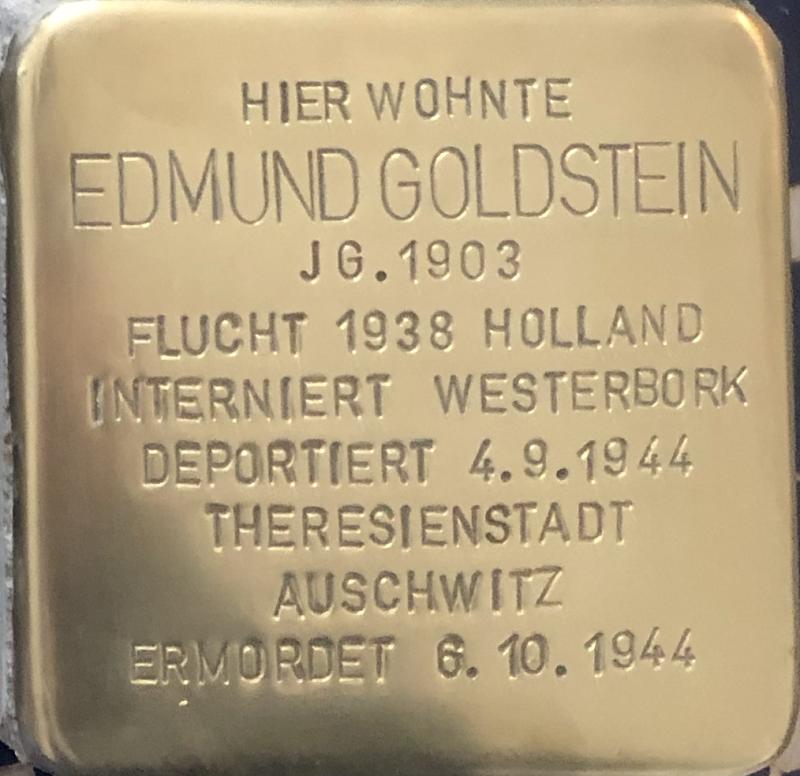 HIER WOHNTE
EDMUND GOLDSTEIN
JG. 1903
FLUCHT 1938 HOLLAND
INTERNIERT WESTERBORK
DEPORTIERT 4.9.1944
THERESIENSTADT
AUSCHWITZ
ERMORDET 6.10.1944